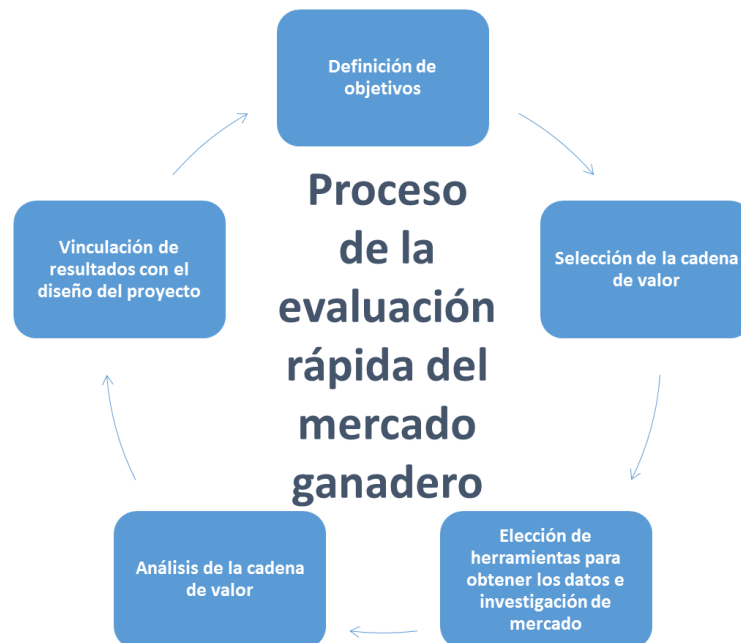 Definición de
objetivos
Proceso
de la
evaluación
rápida del
mercado
ganadero
Selección de la cadena
de valor
Elección de
herramientas para
obtener los datos e
investigación de
mercado
Análisis de la cadena
de valor
Vinculación de
resultados con el
diseño del proyecto